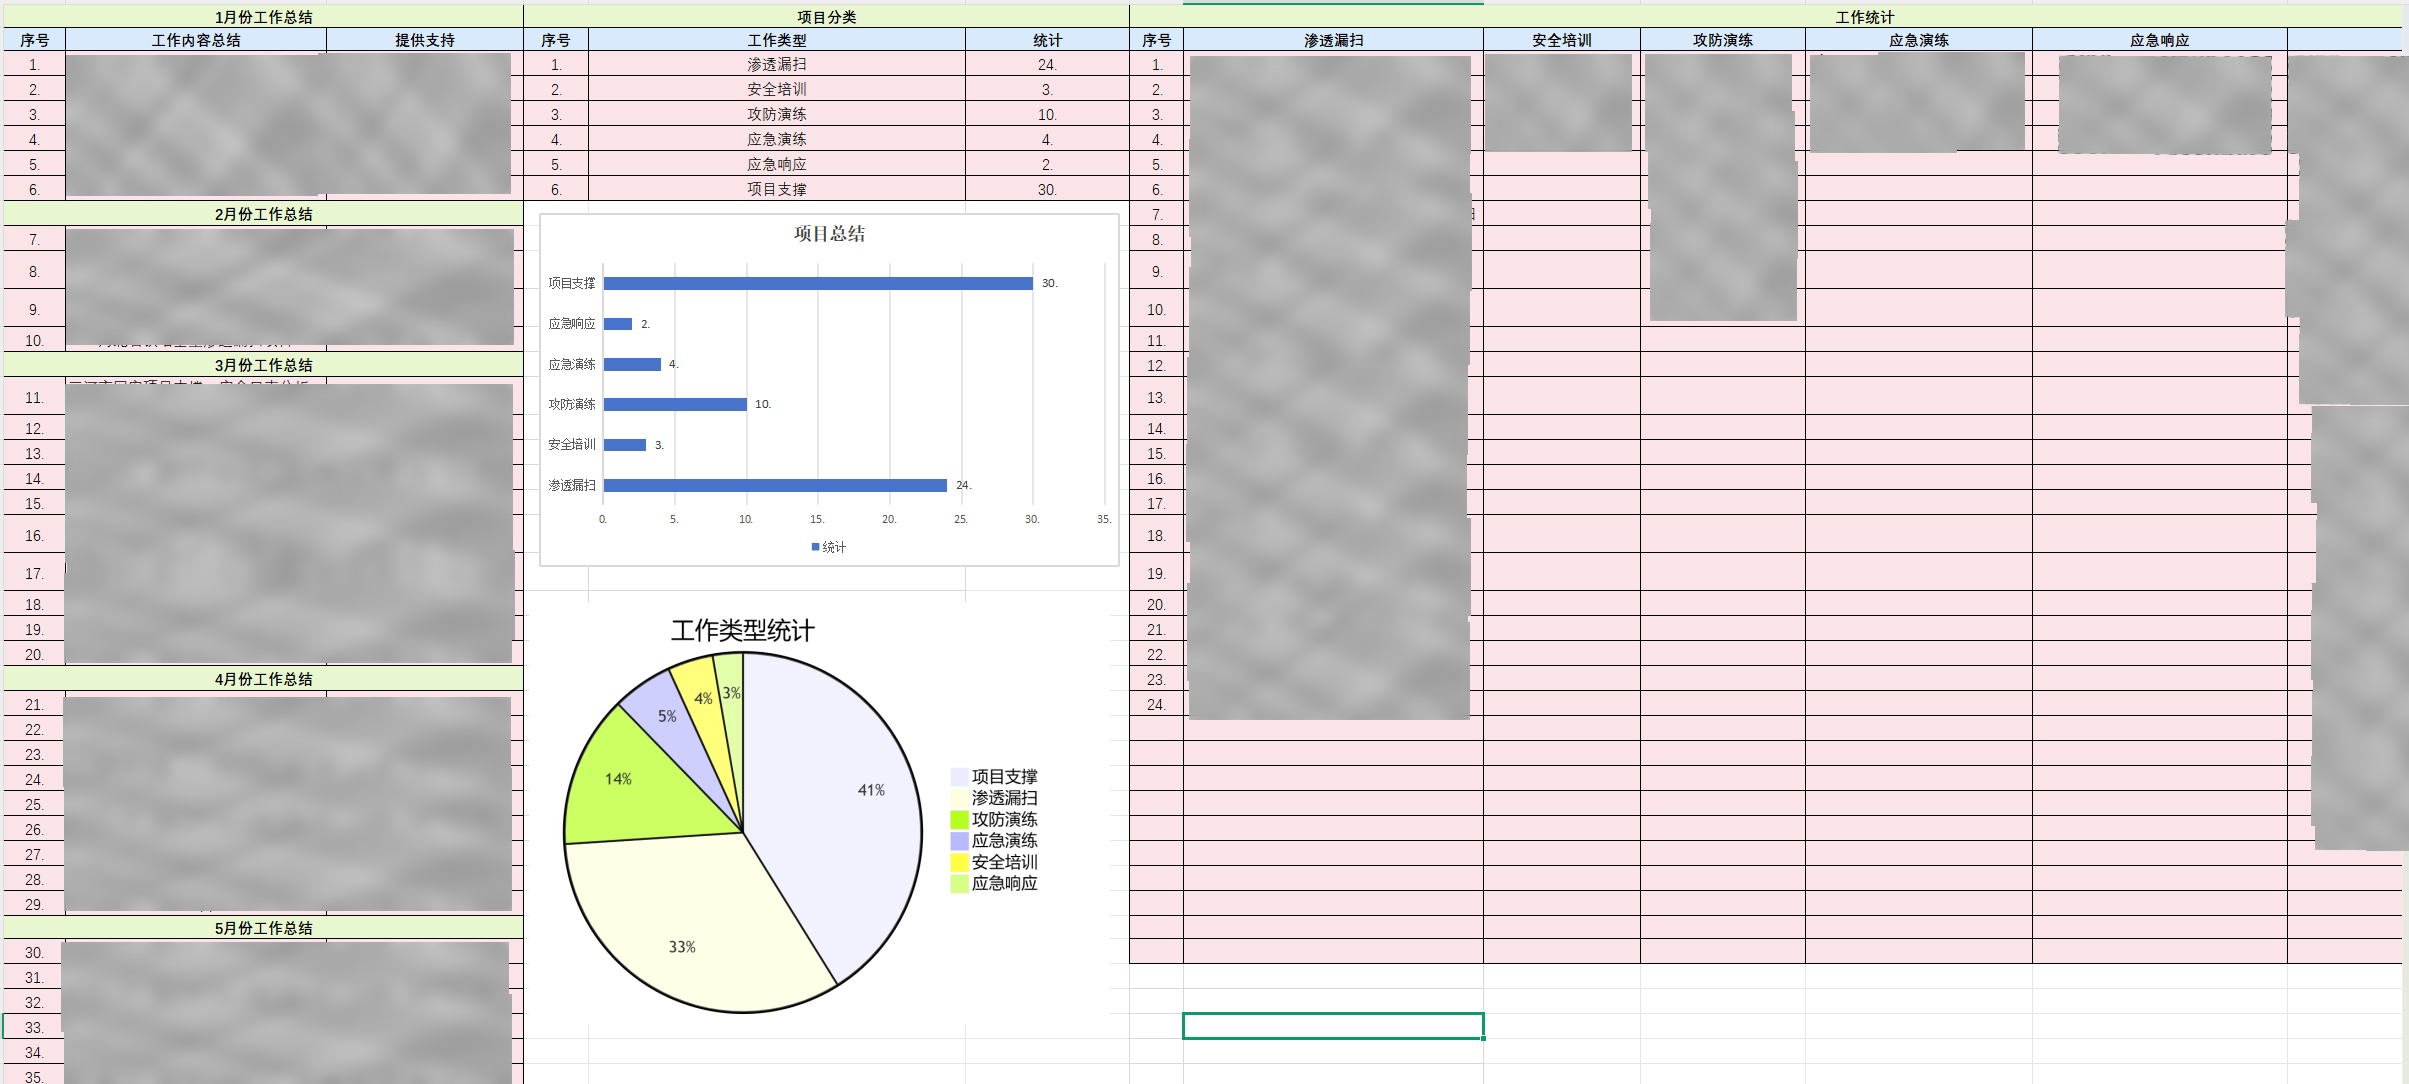 1月份工作总结
项目分类
工作统计
序号 工作内容总结 提供支持 序号 工作类型 统计 序号 渗透漏扫 安全培训 攻防演练 应急演练 应急响应
1. 1. 渗透漏扫 24. 1.
2. 2. 安全培训 3. 2.
3. 3. 攻防演练 10. 3.
4. 4. 应急演练 4. 4.
5. 5. 应急响应 2. 5.
6. 6. 项目支撑 30. 6.
2月份工作总结
7.
8.
9.
10.
3月份工作总结
11.
12.
13.
14.
15.
16.
17.
18.
19.
20.
4月份工作总结
21.
22.
23.
24.
25.
26.
27.
28.
29.
5月份工作总结
30.
31.
32.
33.
34.
35.
项目总结
项目支撑 30.
应急响应 2.
应急演练 4.
攻防演练 10.
安全培训 3.
渗透漏扫 24.
0. 5. 10. 15. 20. 25. 30. 35.
统计
工作类型统计
3%
4%
5%
14%
41%
33%
项目支撑
渗透漏扫
攻防演练
应急演练
安全培训
应急响应
7.
8.
9.
10.
11.
12.
13.
14.
15.
16.
17.
18.
19.
20.
21.
22.
23.
24.